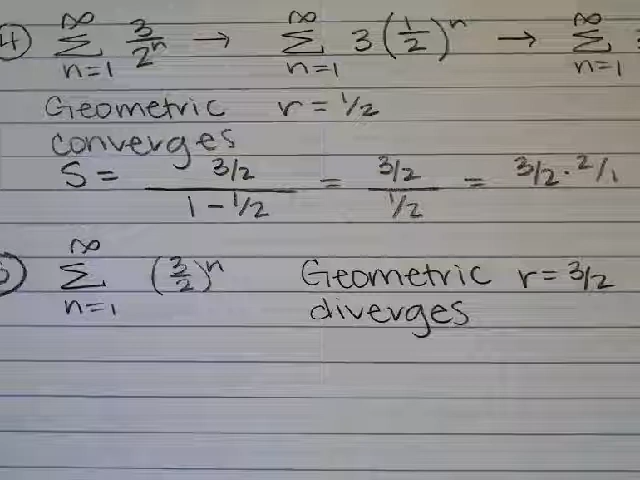 4) ∞ Σ n=1 3/2ⁿ → ∞ Σ n=1 3(1/2)ⁿ → ∞ Σ n=1
Geometric r = 1/2
converges
S = (3/2)/(1 - 1/2) = (3/2)/(1/2) = 3/2 · 2/1
∞ Σ n=1 (3/2)ⁿ Geometric r = 3/2
diverges